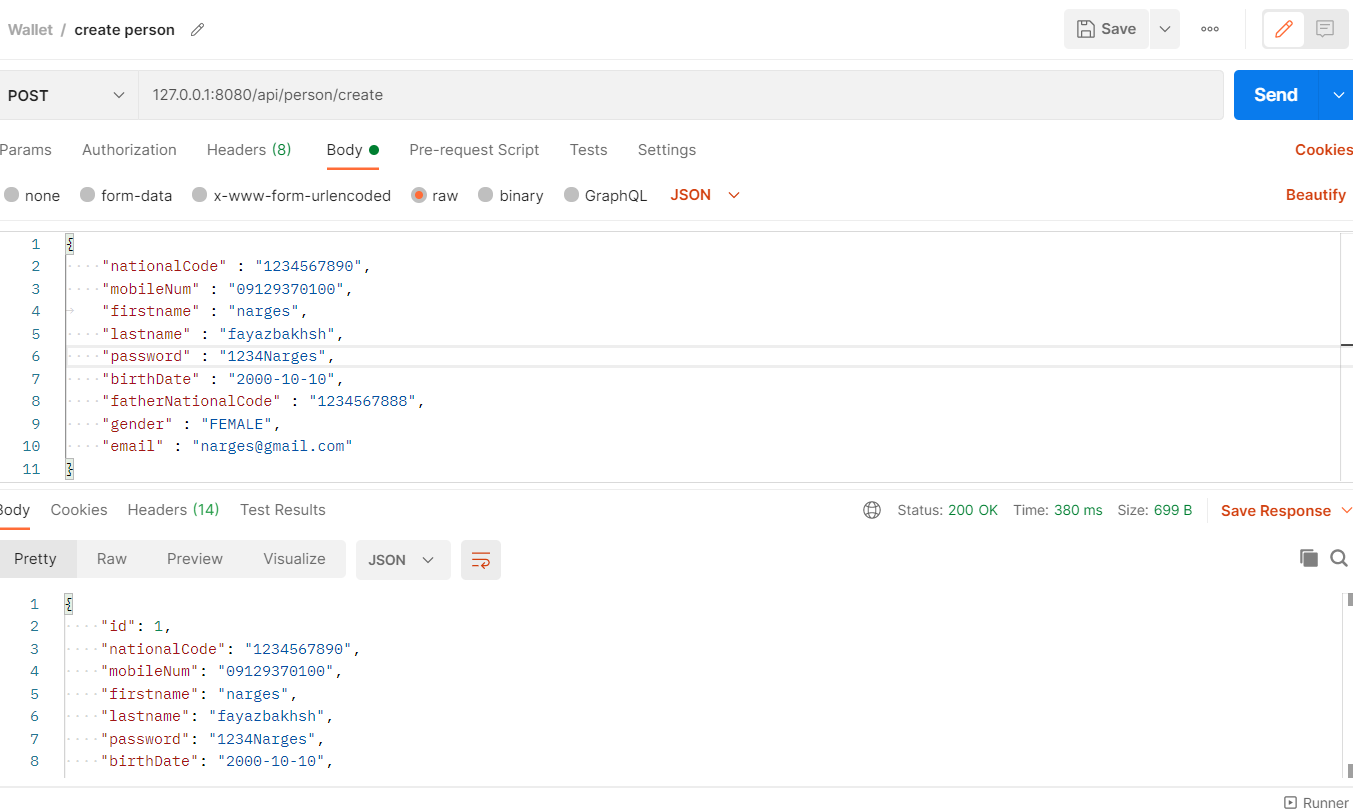 Wallet / create person
Save
POST 127.0.0.1:8080/api/person/create Send
Params Authorization Headers (8) Body Pre-request Script Tests Settings Cookies
none form-data x-www-form-urlencoded raw binary GraphQL JSON Beautify
1 {
2 "nationalCode" : "1234567890",
3 "mobileNum" : "09129370100",
4 "firstname" : "narges",
5 "lastname" : "fayazbakhsh",
6 "password" : "1234Narges",
7 "birthDate" : "2000-10-10",
8 "fatherNationalCode" : "1234567888",
9 "gender" : "FEMALE",
10 "email" : "narges@gmail.com"
11 }
Body Cookies Headers (14) Test Results Status: 200 OK Time: 380 ms Size: 699 B Save Response
Pretty Raw Preview Visualize JSON
1 {
2 "id": 1,
3 "nationalCode": "1234567890",
4 "mobileNum": "09129370100",
5 "firstname": "narges",
6 "lastname": "fayazbakhsh",
7 "password": "1234Narges",
8 "birthDate": "2000-10-10",
Runner